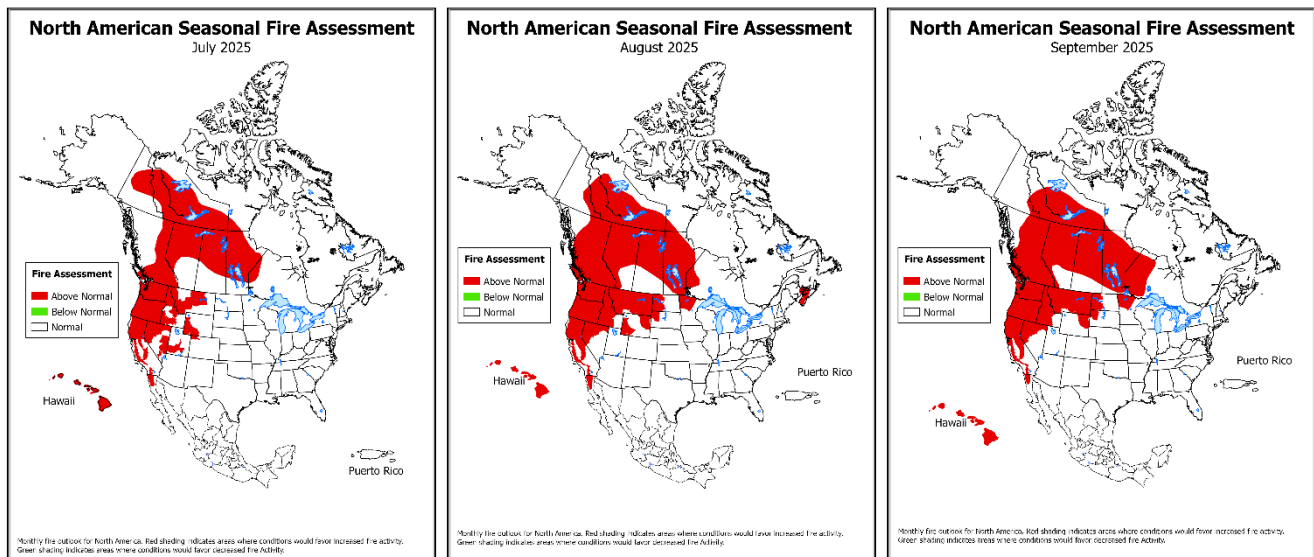 North American Seasonal Fire Assessment
July 2025
Fire Assessment
Above Normal
Below Normal
Normal
Hawaii
Puerto Rico
Monthly fire outlook for North America. Red shading indicates areas where conditions would favor increased fire activity.
Green shading indicates areas where conditions would favor decreased fire Activity.
North American Seasonal Fire Assessment
August 2025
Fire Assessment
Above Normal
Below Normal
Normal
Puerto Rico
Hawaii
Monthly fire outlook for North America. Red shading indicates areas where conditions would favor increased fire activity.
Green shading indicates areas where conditions would favor decreased fire Activity.
North American Seasonal Fire Assessment
September 2025
Fire Assessment
Above Normal
Below Normal
Normal
Puerto Rico
Hawaii
Monthly fire outlook for North America. Red shading indicates areas where conditions would favor increased fire activity.
Green shading indicates areas where conditions would favor decreased fire Activity.